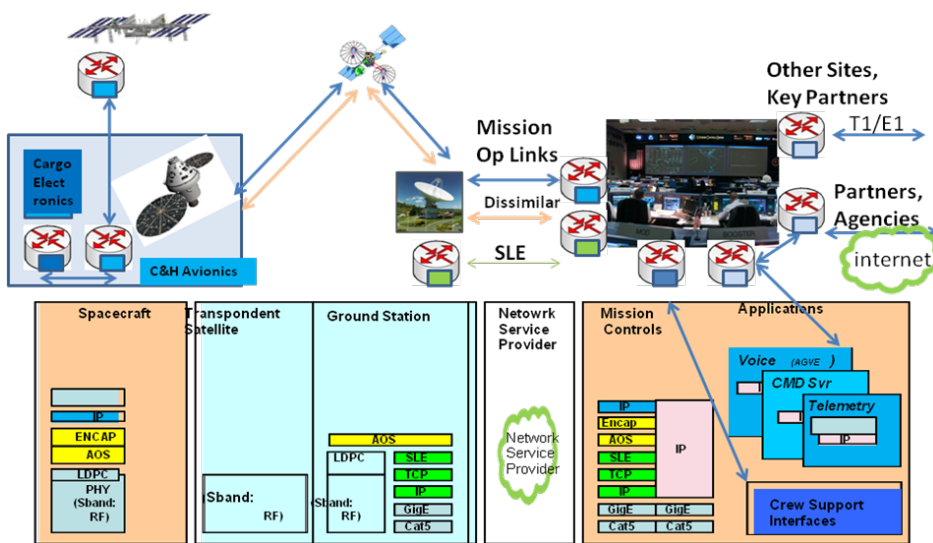 Other Sites,
Key Partners
T1/E1
Mission
Op Links
Dissimilar
SLE
Partners,
Agencies
internet
Cargo
Elect
ronics
C&H Avionics
MOD
BOOSTER
Spacecraft
IP
ENCAP
AOS
LDPC
PHY
(Sband:
RF)
Transpondent
Satellite
(Sband:
RF)
Ground Station
AOS
LDPC
(Sband:
RF)
SLE
TCP
IP
GigE
Cat5
Netowrk
Service
Provider
Network
Service
Provider
Mission
Controls
IP
Encap
AOS
SLE
TCP
IP
GigE
Cat5
IP
GigE
Cat5
Applications
Voice (AGVE )
CMD Svr
Telemetry
IP
Crew Support
Interfaces